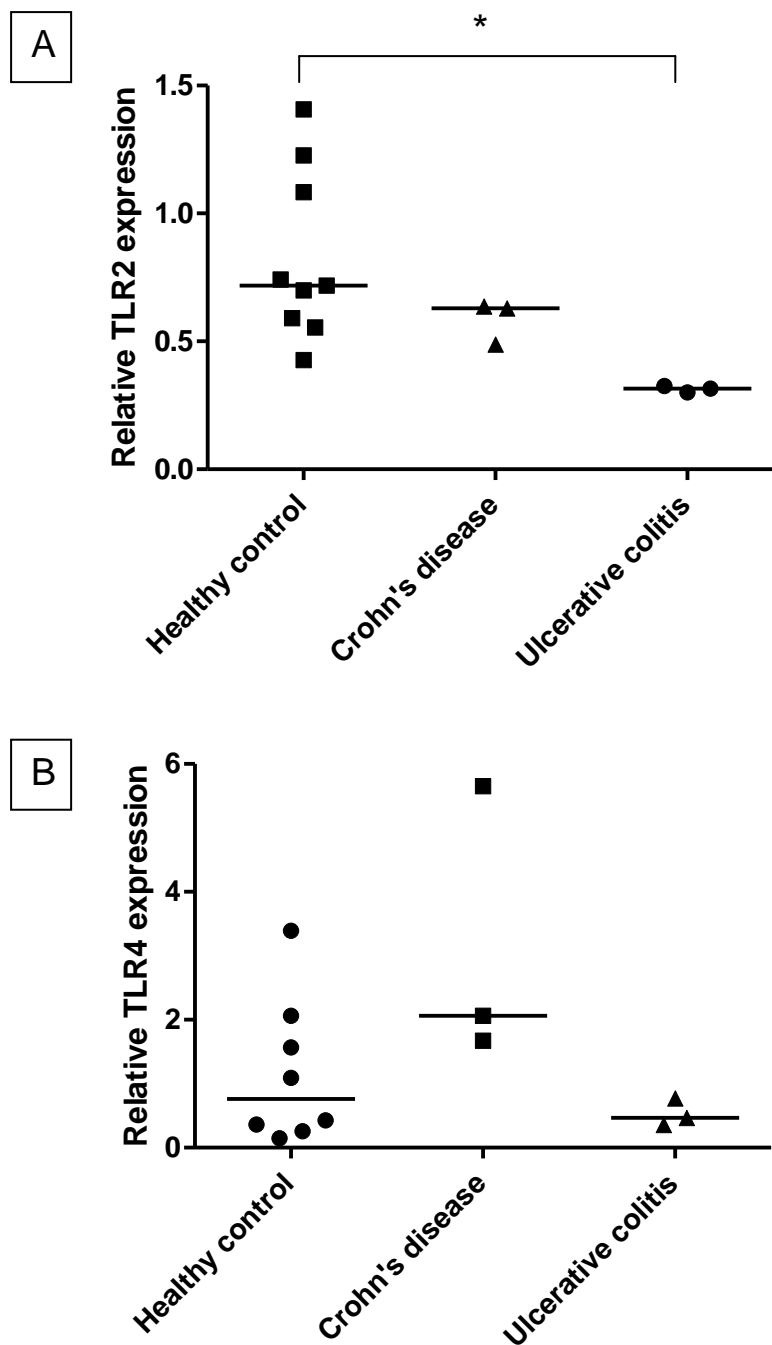 A
*
Relative TLR2 expression
1.5
1.0
0.5
0.0
Healthy control
Crohn's disease
Ulcerative colitis
B
Relative TLR4 expression
6
4
2
0
Healthy control
Crohn's disease
Ulcerative colitis